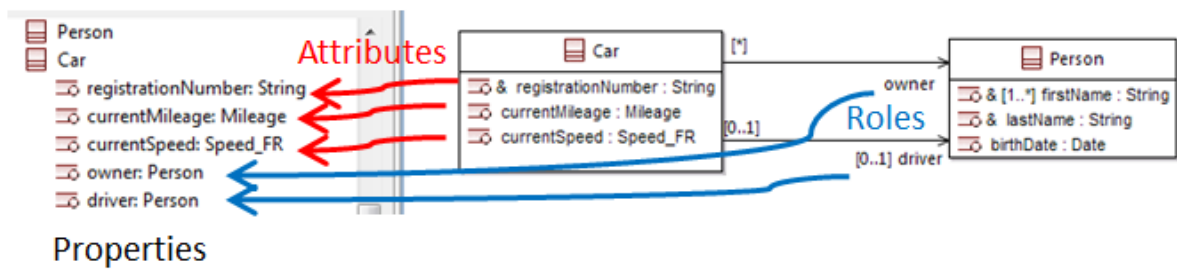 Person
Car
registrationNumber: String
currentMileage: Mileage
currentSpeed: Speed_FR
owner: Person
driver: Person
Properties
Attributes
Car
& registrationNumber : String
currentMileage : Mileage
currentSpeed : Speed_FR
[*]
owner
[0..1]
Roles
[0..1] driver
Person
& [1..*] firstName : String
& lastName : String
birthDate : Date